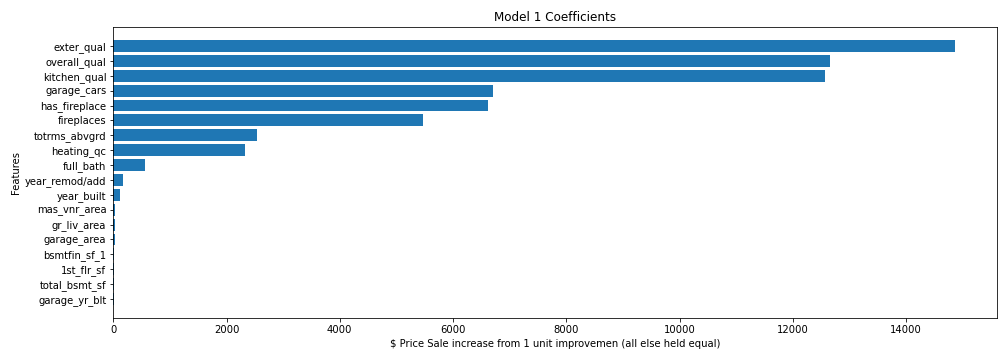 Model 1 Coefficients
Features
exter_qual
overall_qual
kitchen_qual
garage_cars
has_fireplace
fireplaces
totrms_abvgrd
heating_qc
full_bath
year_remod/add
year_built
mas_vnr_area
gr_liv_area
garage_area
bsmtfin_sf_1
1st_flr_sf
total_bsmt_sf
garage_yr_blt
0 2000 4000 6000 8000 10000 12000 14000
$ Price Sale increase from 1 unit improvemen (all else held equal)